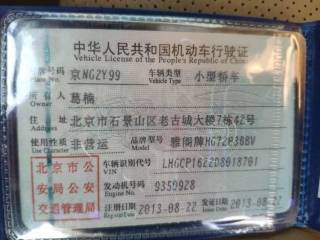 中华人民共和国机动车行驶证
Vehicle License of the People's Republic of China
号牌号码 京NG2Y99 车辆类型 小型轿车
Vehicle Type
所有人 葛楠
Owner
住址 北京市石景山区老古城大楼7栋42号
Address
使用性质 非营运 品牌型号 雅阁牌HG7203BBV
Use Character
北京市公安局公安交通管理局
车辆识别代号 LHGCP1622D8018701
VIN
发动机号码 9359928
Engine No.
注册日期 2013-08-22 发证日期 2013-08-22
Register Date Issue Date